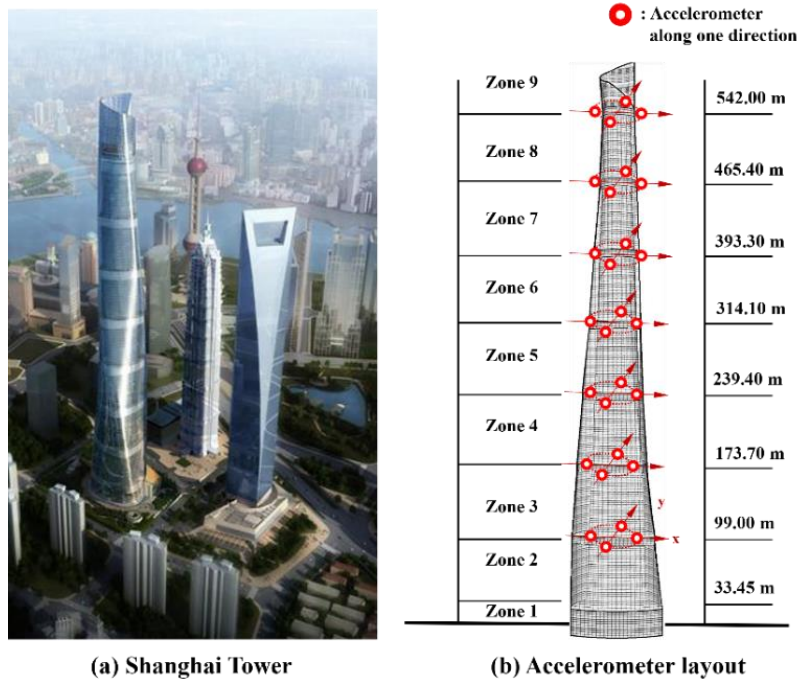 : Accelerometer
along one direction
Zone 9
542.00 m
Zone 8
465.40 m
Zone 7
393.30 m
Zone 6
314.10 m
Zone 5
239.40 m
Zone 4
173.70 m
Zone 3
y
x
99.00 m
Zone 2
33.45 m
Zone 1
(a) Shanghai Tower
(b) Accelerometer layout